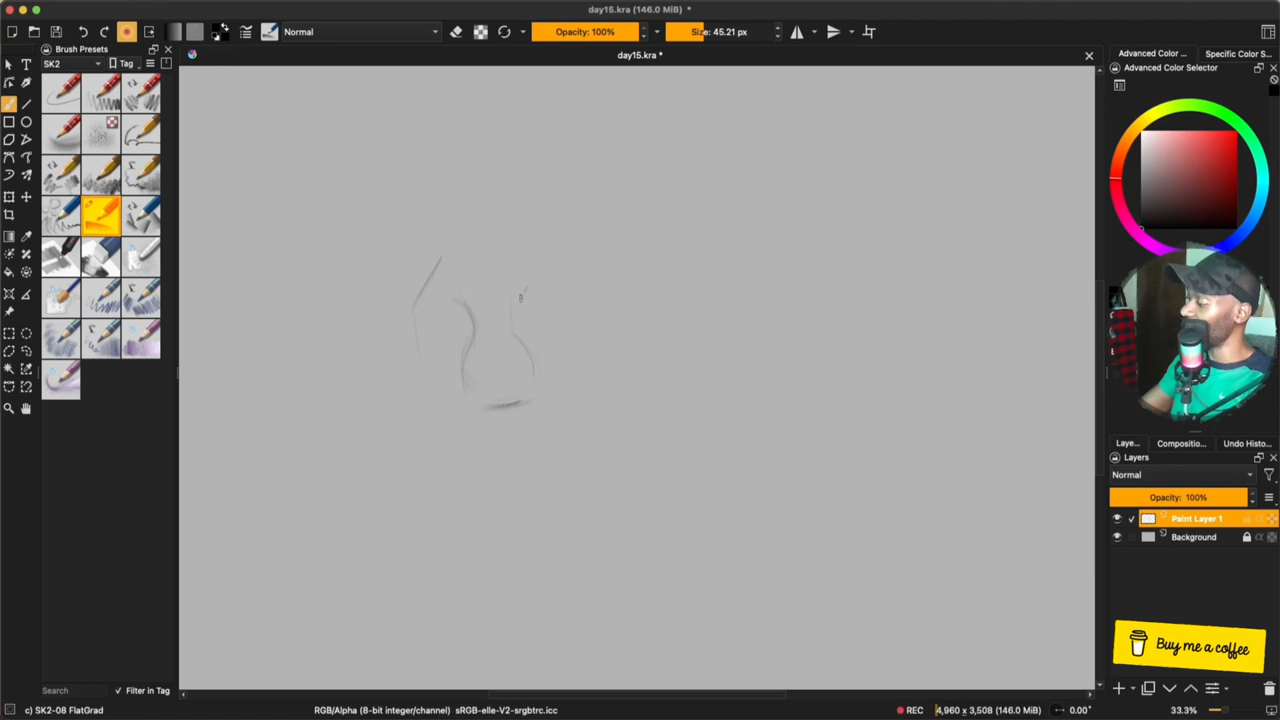 day15.kra (146.0 MiB) *
Normal
Opacity: 100%
Size: 45.21 px
Brush Presets
SK2
Tag
day15.kra *
Advanced Color ...
Specific Color S...
Advanced Color Selector
Laye...
Compositio...
Undo Histo...
Layers
Normal
Opacity: 100%
Paint Layer 1
Background
Buy me a coffee
Search
Filter in Tag
c) SK2-08 FlatGrad
RGB/Alpha (8-bit integer/channel) sRGB-elle-V2-srgbtrc.icc
REC
4,960 x 3,508 (146.0 MiB)
0.00°
33.3%